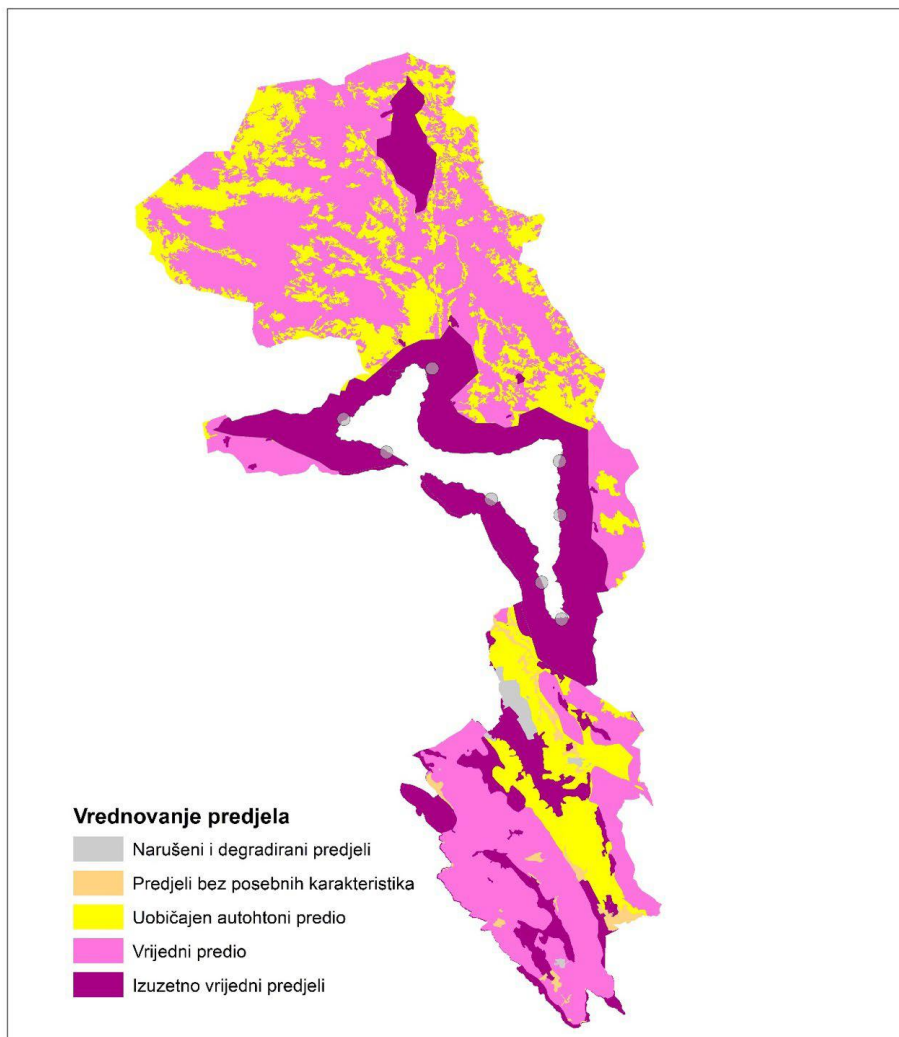 Vrednovanje predjela
Narušeni i degradirani predjeli
Predjeli bez posebnih karakteristika
Uobičajen autohtoni predio
Vrijedni predio
Izuzetno vrijedni predjeli